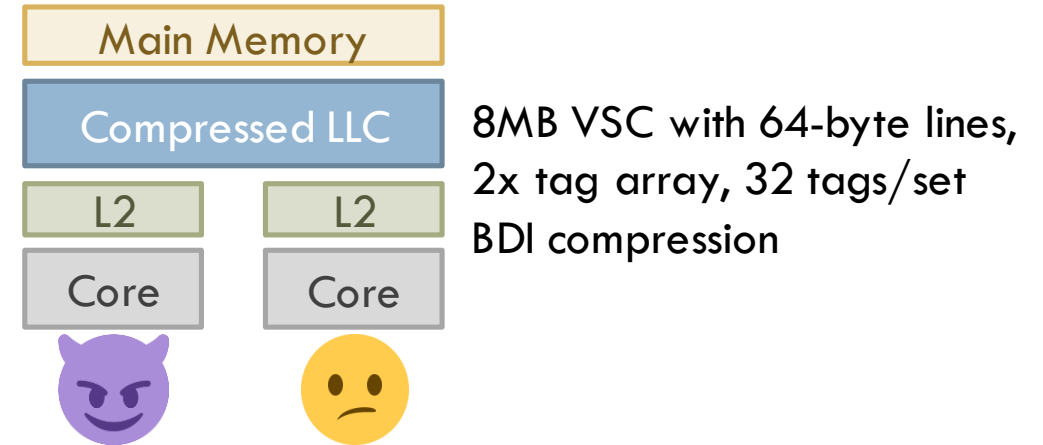 Main Memory
Compressed LLC
8MB VSC with 64-byte lines,
2x tag array, 32 tags/set
BDI compression
L2 L2
Core Core